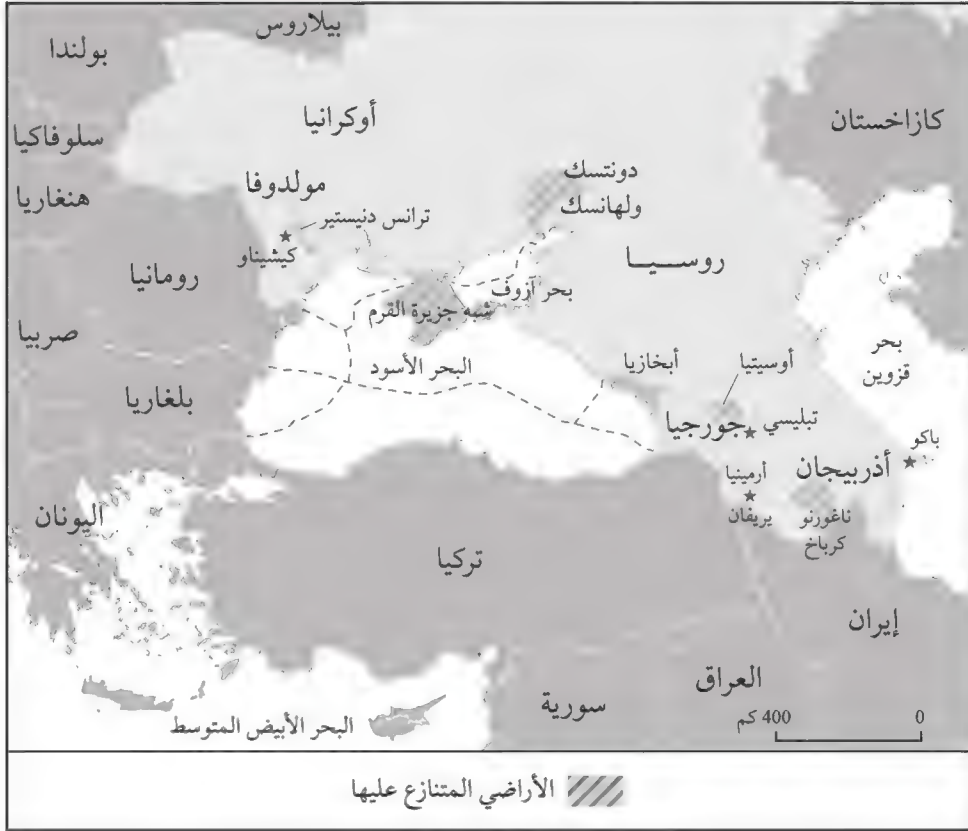 بيلاروس
بولندا
أوكرانيا
كازاخستان
سلوفاكيا
دونتسك
ولهانسك
مولدوفا
هنغاريا
ترانس دنيستير
كيشيناو
روســـيـــا
رومانيا
بحر آزوف
شبه جزيرة القرم
صربيا
بحر
قزوين
البحر الأسود
أبخازيا
أوسيتيا
بلغاريا
تبليسي
جورجيا
باكو
أذربيجان
أرمينيا
يريفان
ناغورنو
كرباخ
اليونان
تركيا
إيران
العراق
سورية
البحر الأبيض المتوسط
0
400 كم
الأراضي المتنازع عليها